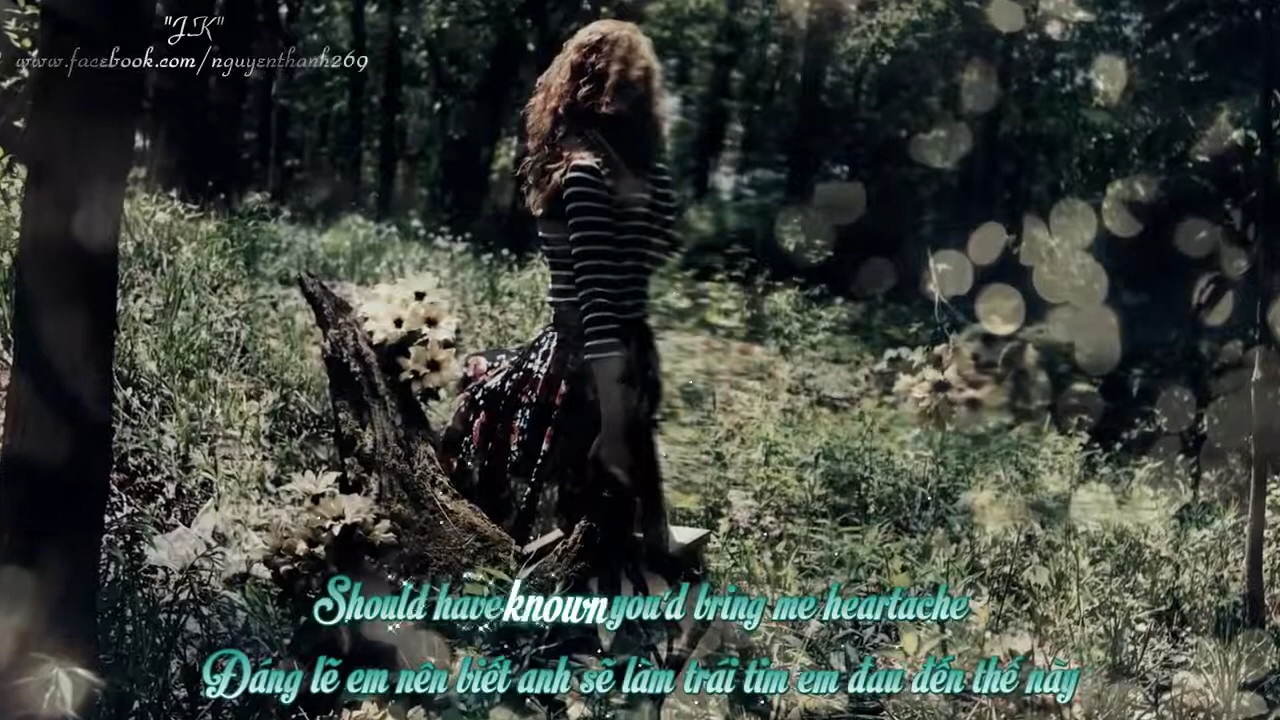 "J.K"
www.facebook.com/nguyenthanh269
Should have known you'd bring me heartache
Đáng lẽ em nên biết anh sẽ làm trái tim em đau đến thế này